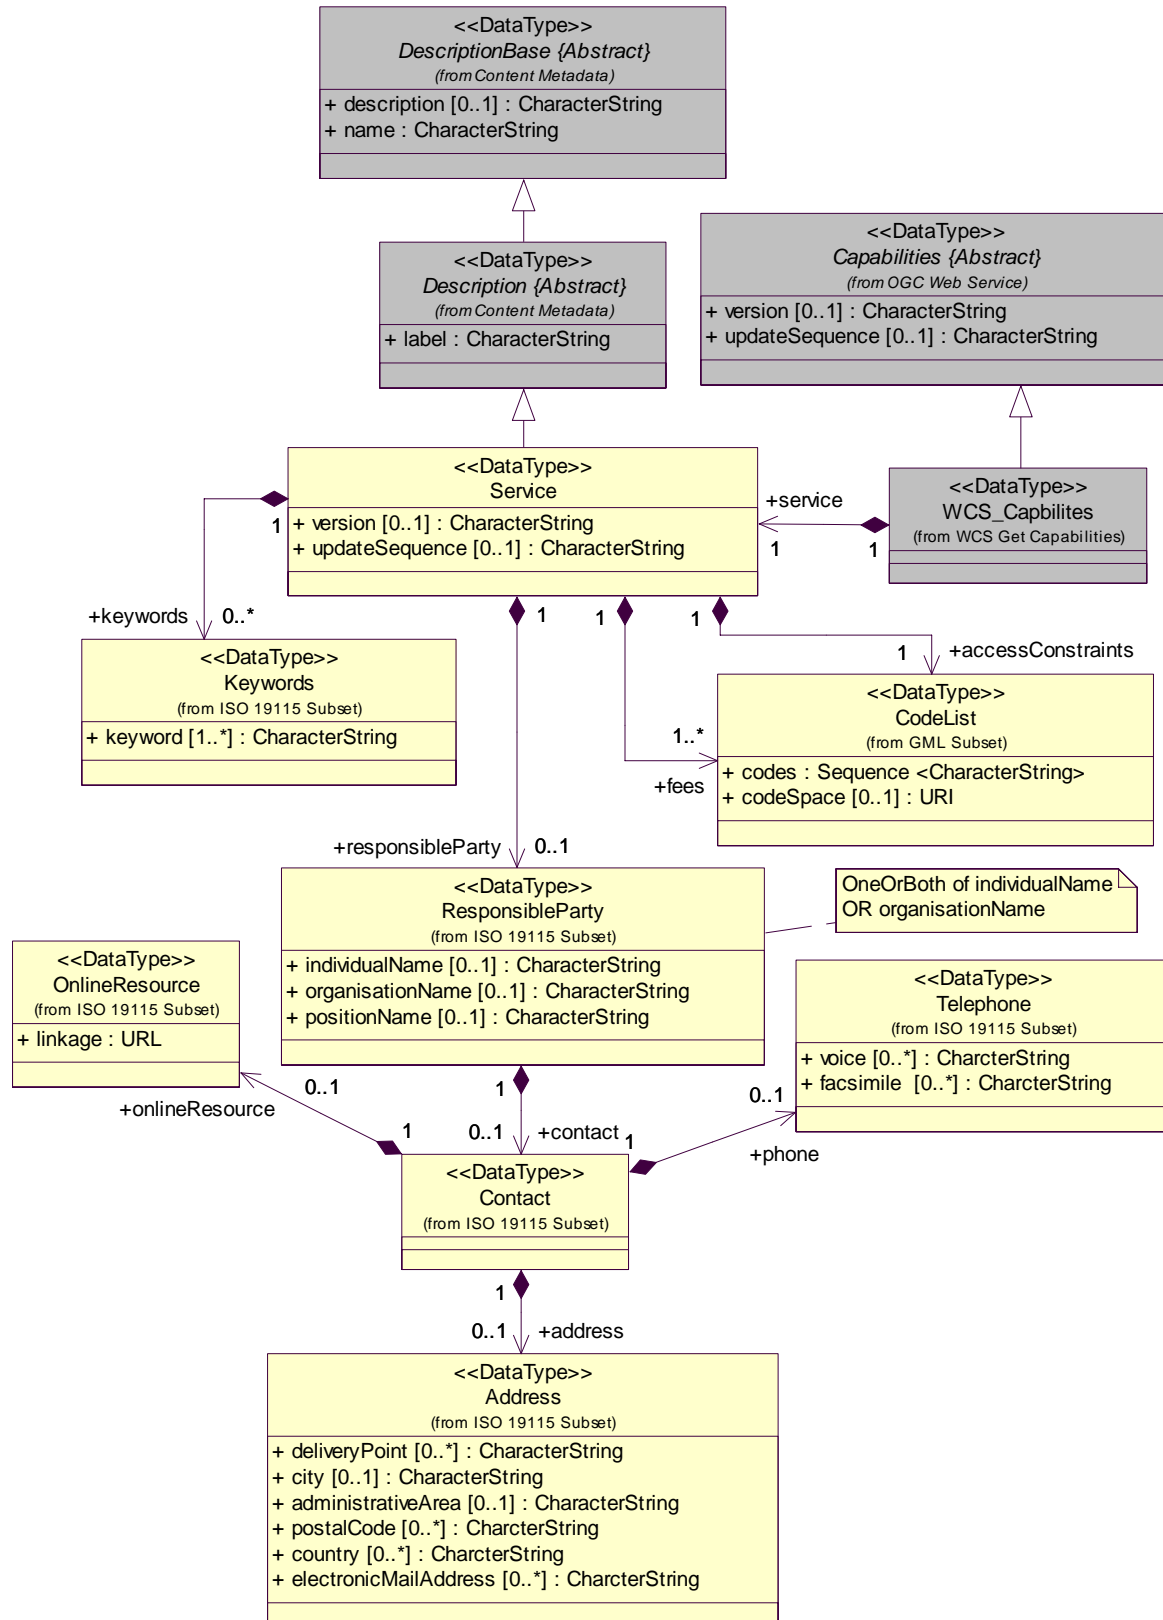 <<DataType>>
DescriptionBase {Abstract}
(from Content Metadata)
+ description [0..1] : CharacterString
+ name : CharacterString
<<DataType>>
Description {Abstract}
(from Content Metadata)
+ label : CharacterString
<<DataType>>
Capabilities {Abstract}
(from OGC Web Service)
+ version [0..1] : CharacterString
+ updateSequence [0..1] : CharacterString
<<DataType>>
Service
+ version [0..1] : CharacterString
+ updateSequence [0..1] : CharacterString
+service
1
1
<<DataType>>
WCS_Capbilites
(from WCS Get Capabilities)
1
+keywords
0..*
1
1
1
1
+accessConstraints
<<DataType>>
Keywords
(from ISO 19115 Subset)
+ keyword [1..*] : CharacterString
1..*
+fees
<<DataType>>
CodeList
(from GML Subset)
+ codes : Sequence <CharacterString>
+ codeSpace [0..1] : URI
+responsibleParty
0..1
<<DataType>>
ResponsibleParty
(from ISO 19115 Subset)
+ individualName [0..1] : CharacterString
+ organisationName [0..1] : CharacterString
+ positionName [0..1] : CharacterString
OneOrBoth of individualName
OR organisationName
<<DataType>>
OnlineResource
(from ISO 19115 Subset)
+ linkage : URL
<<DataType>>
Telephone
(from ISO 19115 Subset)
+ voice [0..*] : CharcterString
+ facsimile [0..*] : CharcterString
0..1
+onlineResource
1
1
0..1
+contact
1
0..1
+phone
<<DataType>>
Contact
(from ISO 19115 Subset)
1
0..1
+address
<<DataType>>
Address
(from ISO 19115 Subset)
+ deliveryPoint [0..*] : CharacterString
+ city [0..1] : CharacterString
+ administrativeArea [0..1] : CharacterString
+ postalCode [0..*] : CharcterString
+ country [0..*] : CharcterString
+ electronicMailAddress [0..*] : CharcterString